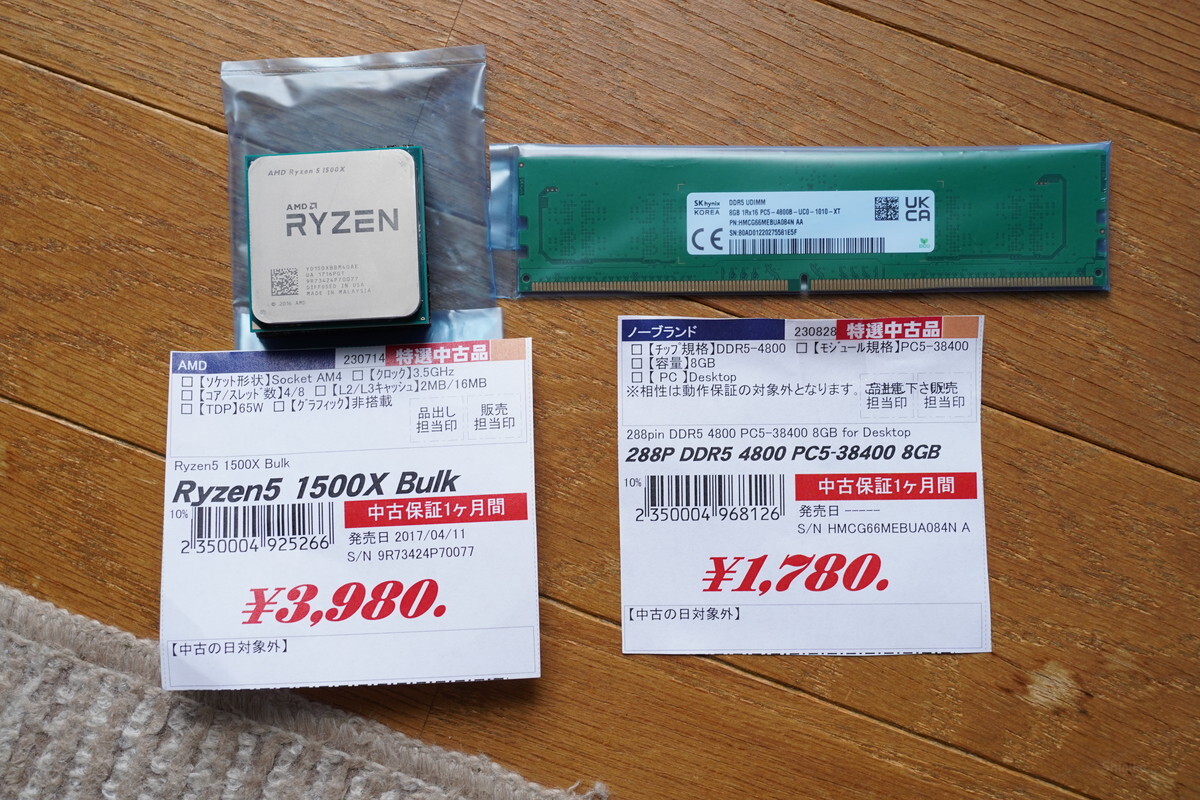 AMD Ryzen 5 1500X
AMD
RYZEN
YD150XBBM4GAE
UA 1714PGT
9R73424P70077
DIFFUSED IN USA
MADE IN MALAYSIA
© 2016 AMD
SK hynix
KOREA
CE
DDR5 UDIMM
8GB 1Rx16 PC5-4800B-UC0-1010-XT
PN:HMCG66MEBUA084N AA
SN:80AD01220275581E5F
UK
CA
AMD
230714
特選中古品
□【ソケット形状】Socket AM4 □【クロック】3.5GHz
□【コア/スレッド数】4/8 □【L2/L3キャッシュ】2MB/16MB
□【TDP】65W □【グラフィック】非搭載
品出し
担当印
販売
担当印
Ryzen5 1500X Bulk
Ryzen5 1500X Bulk
10%
2 350004 925266
中古保証1ヶ月間
発売日 2017/04/11
S/N 9R73424P70077
¥3,980.
【中古の日対象外】
ノーブランド
230828
特選中古品
□【チップ規格】DDR5-4800 □【モジュール規格】PC5-38400
□【容量】8GB
□【 PC 】Desktop
※相性は動作保証の対象外となります。
担当印
販売
担当印
288pin DDR5 4800 PC5-38400 8GB for Desktop
288P DDR5 4800 PC5-38400 8GB
10%
2 350004 968126
中古保証1ヶ月間
発売日 -----
S/N HMCG66MEBUA084N A
¥1,780.
【中古の日対象外】